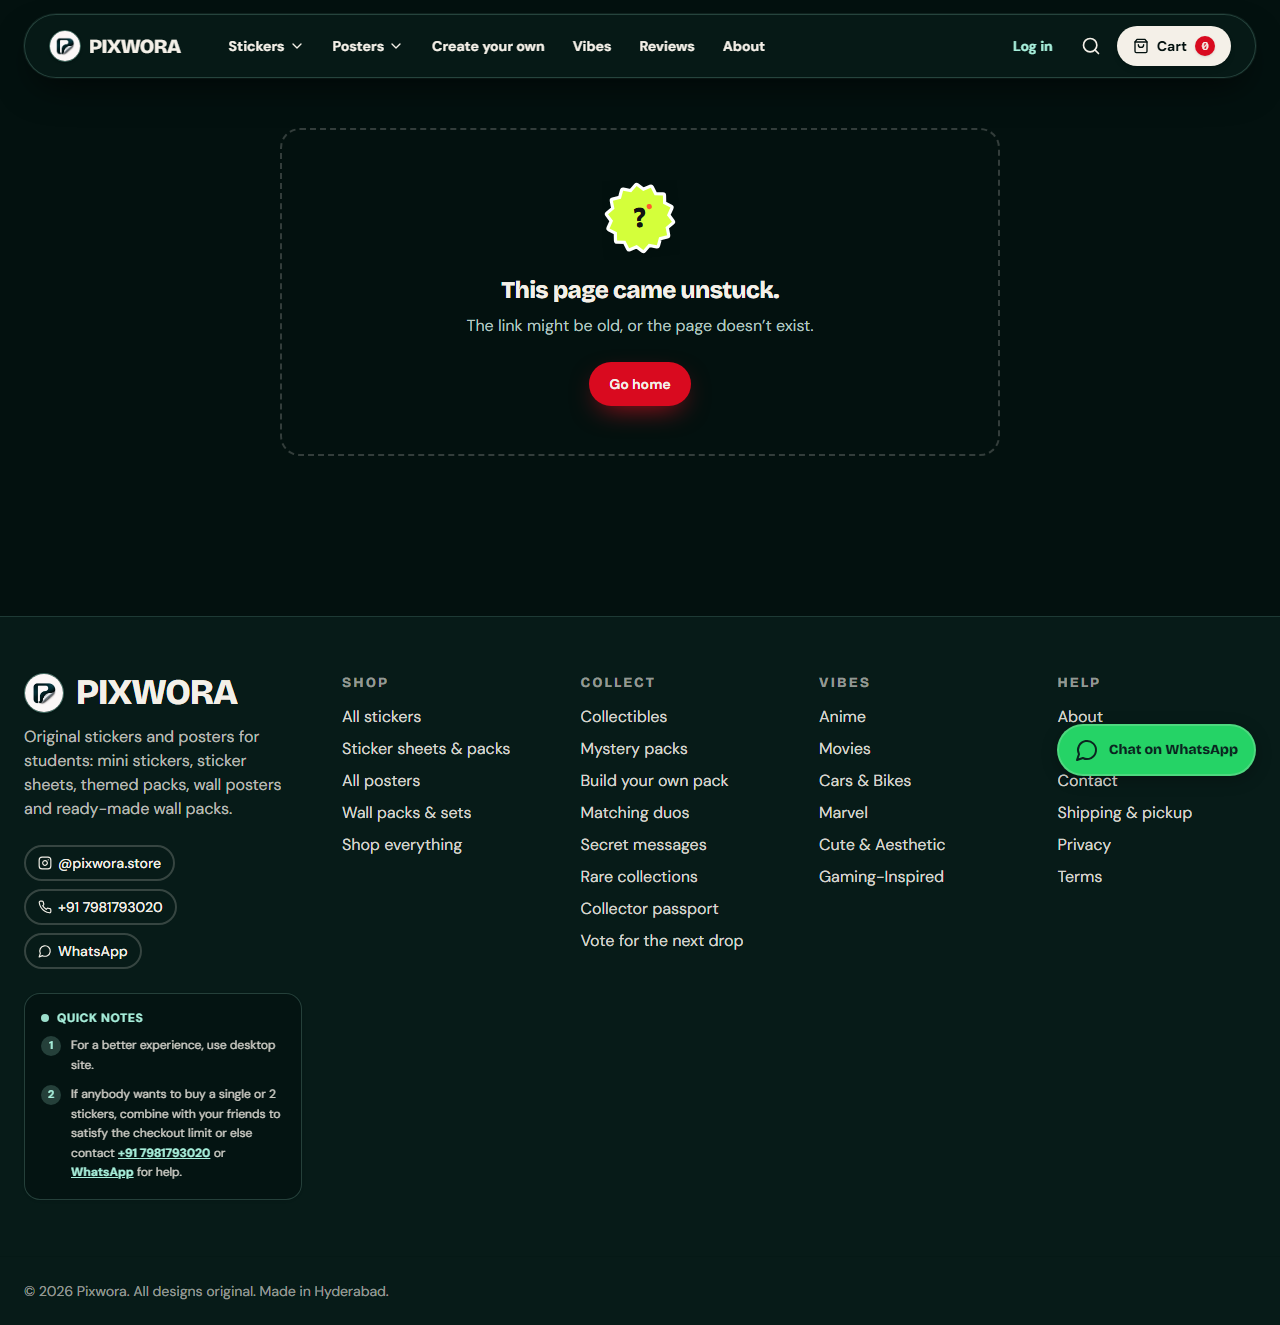 PIXWORA
Stickers
Posters
Create your own
Vibes
Reviews
About
Log in
Cart
0
?
This page came unstuck.
The link might be old, or the page doesn’t exist.
Go home
PIXWORA
Original stickers and posters for
students: mini stickers, sticker
sheets, themed packs, wall posters
and ready-made wall packs.
@pixwora.store
+91 7981793020
WhatsApp
QUICK NOTES
1
For a better experience, use desktop
site.
2
If anybody wants to buy a single or 2
stickers, combine with your friends to
satisfy the checkout limit or else
contact +91 7981793020 or
WhatsApp for help.
SHOP
All stickers
Sticker sheets & packs
All posters
Wall packs & sets
Shop everything
COLLECT
Collectibles
Mystery packs
Build your own pack
Matching duos
Secret messages
Rare collections
Collector passport
Vote for the next drop
VIBES
Anime
Movies
Cars & Bikes
Marvel
Cute & Aesthetic
Gaming-Inspired
HELP
About
Chat on WhatsApp
Contact
Shipping & pickup
Privacy
Terms
© 2026 Pixwora. All designs original. Made in Hyderabad.